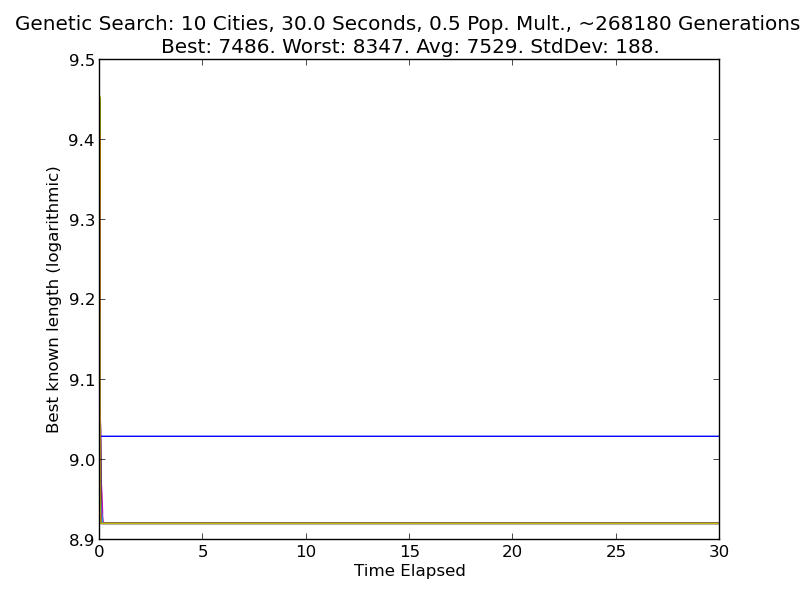 Genetic Search: 10 Cities, 30.0 Seconds, 0.5 Pop. Mult., ~268180 Generations
Best: 7486. Worst: 8347. Avg: 7529. StdDev: 188.
9.5
9.4
9.3
9.2
9.1
9.0
8.9
Best known length (logarithmic)
0 5 10 15 20 25 30
Time Elapsed